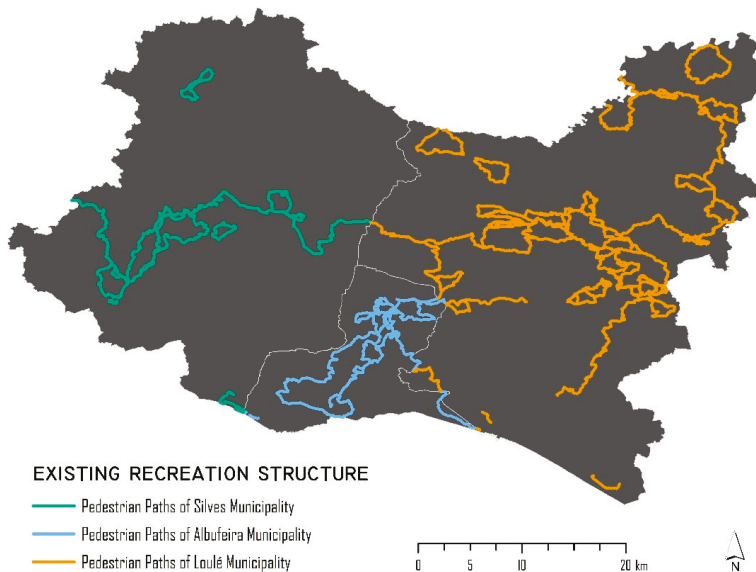 EXISTING RECREATION STRUCTURE
Pedestrian Paths of Silves Municipality
Pedestrian Paths of Albufeira Municipality
Pedestrian Paths of Loulé Municipality
0 5 10 20 km
N